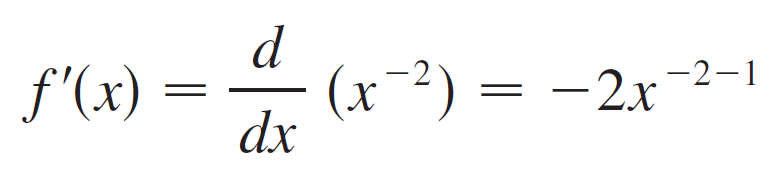 f′(x) = d/dx (x⁻²) = −2x⁻²⁻¹